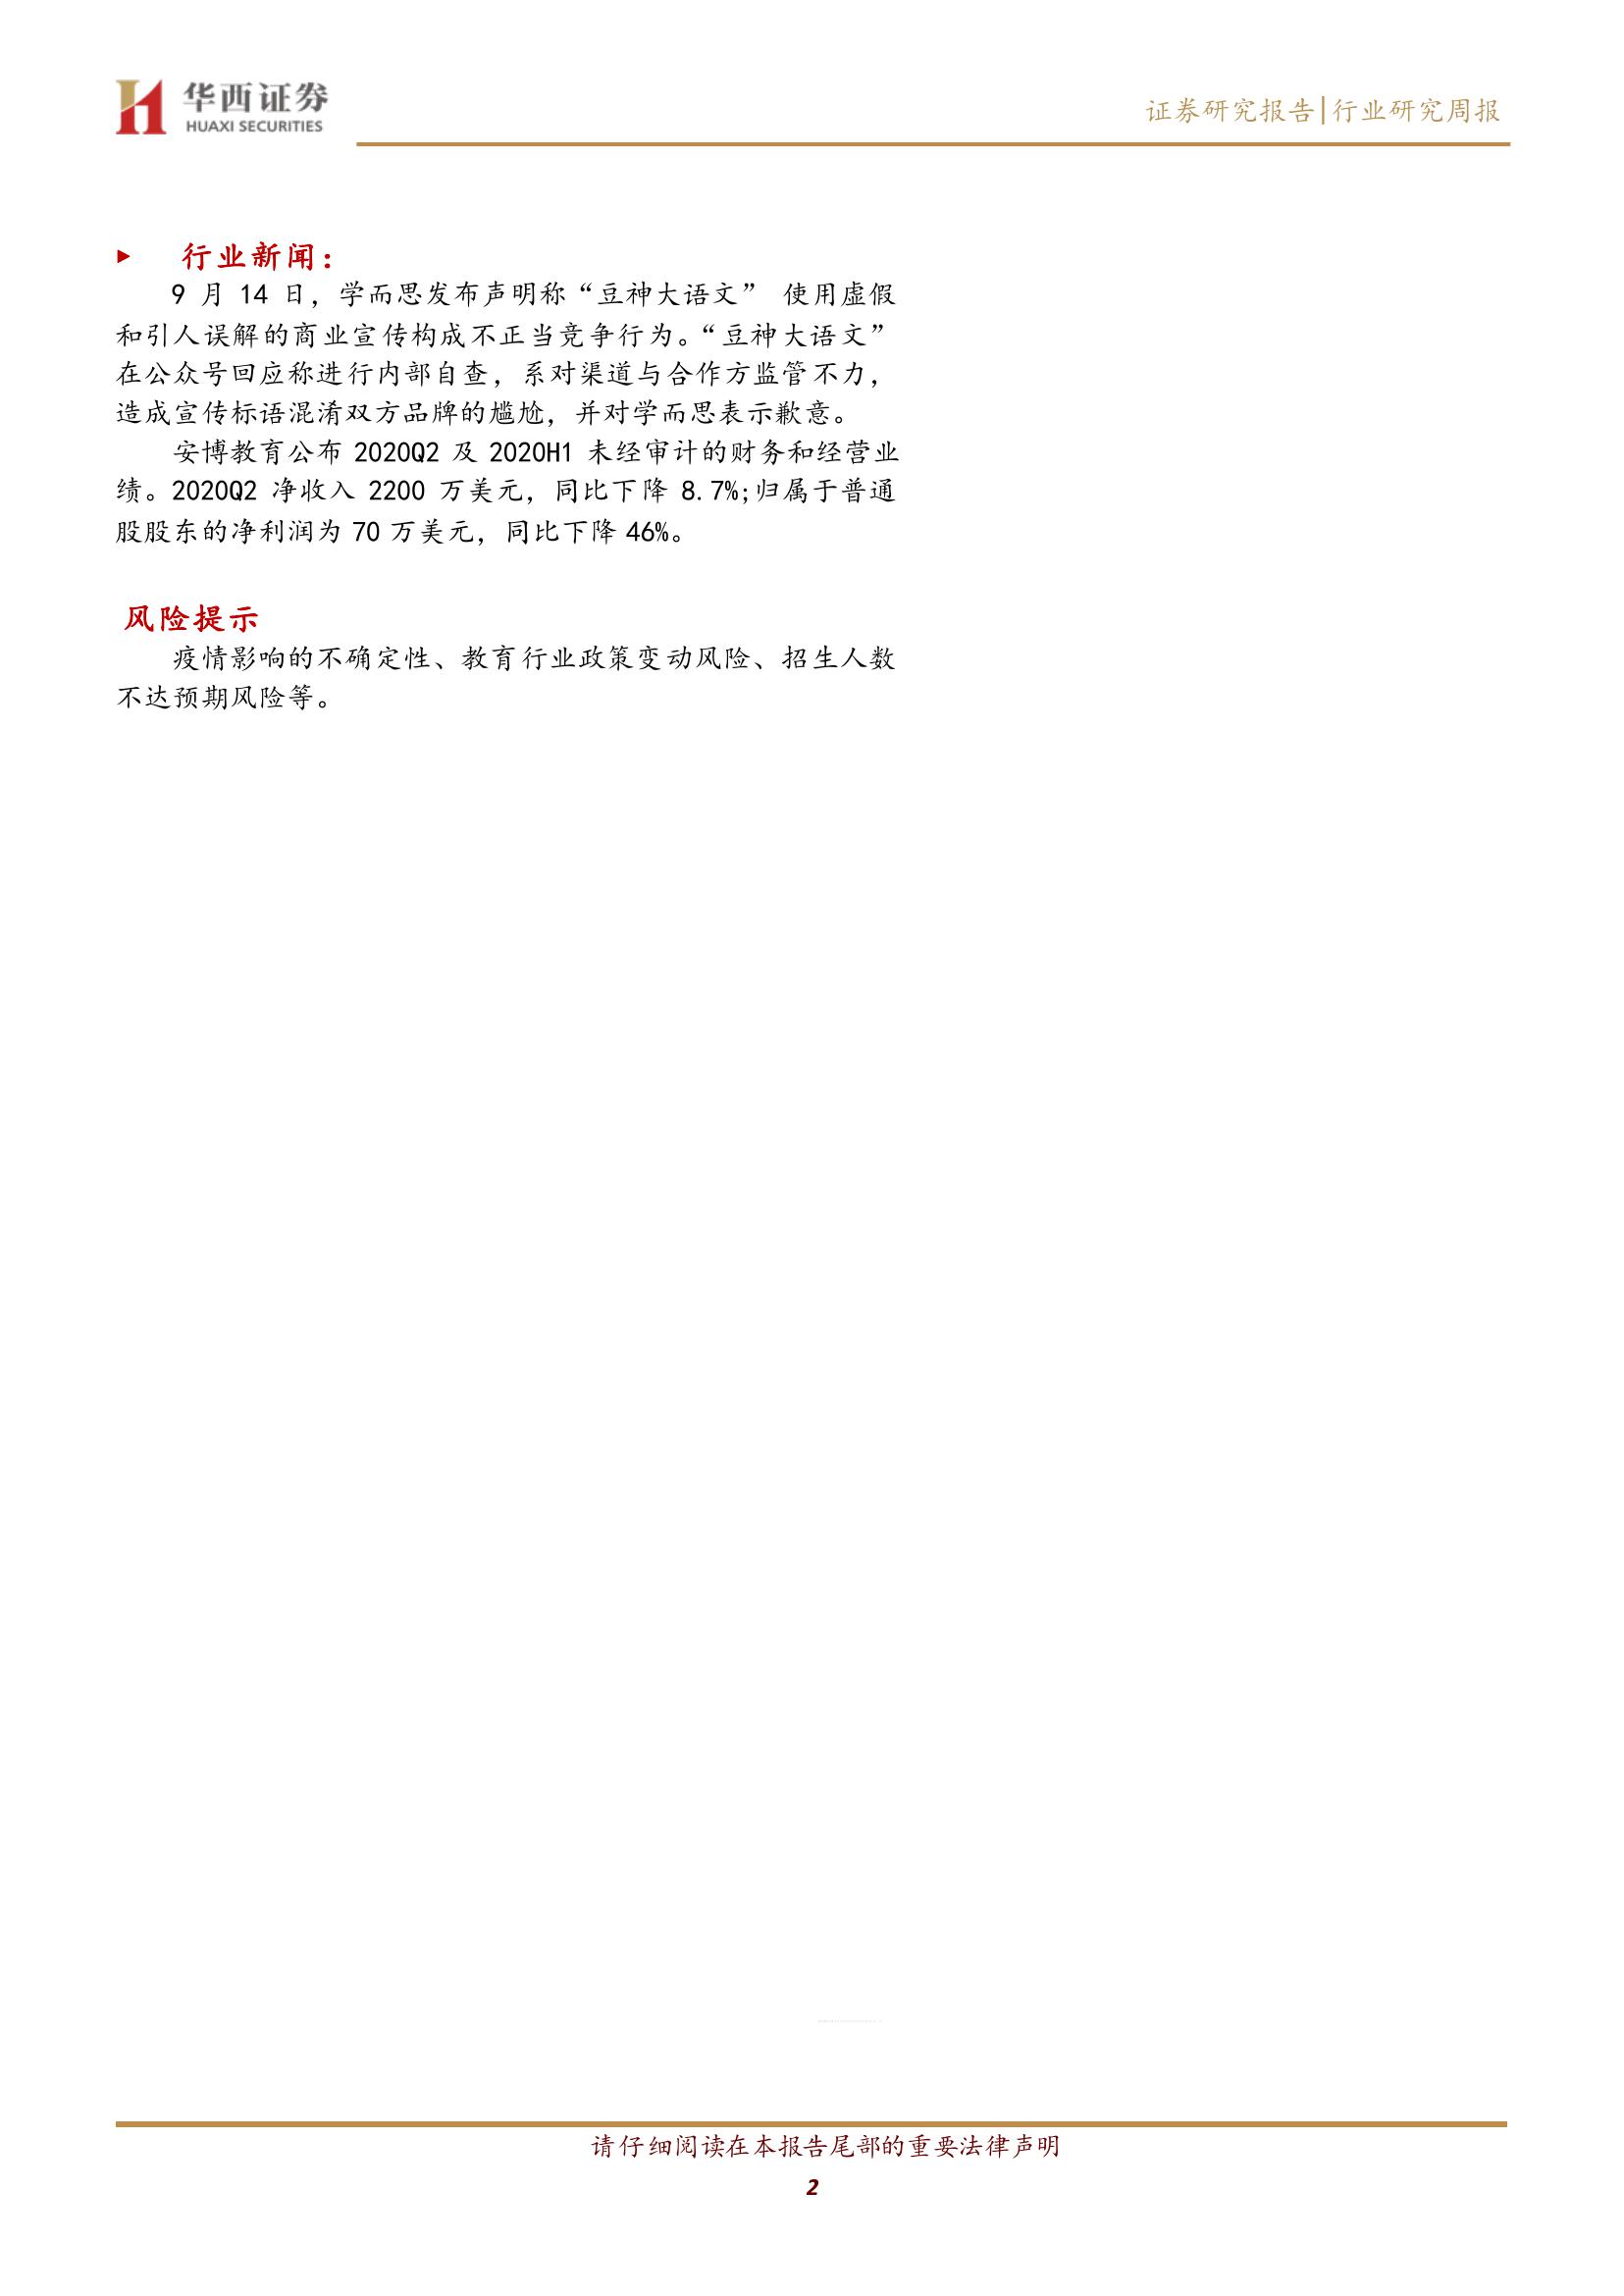 华西证券
HUAXI SECURITIES
证券研究报告|行业研究周报
行业新闻：
9 月 14 日，学而思发布声明称“豆神大语文” 使用虚假
和引人误解的商业宣传构成不正当竞争行为。“豆神大语文”
在公众号回应称进行内部自查，系对渠道与合作方监管不力，
造成宣传标语混淆双方品牌的尴尬，并对学而思表示歉意。
安博教育公布 2020Q2 及 2020H1 未经审计的财务和经营业
绩。2020Q2 净收入 2200 万美元，同比下降 8.7%;归属于普通
股股东的净利润为 70 万美元，同比下降 46%。
风险提示
疫情影响的不确定性、教育行业政策变动风险、招生人数
不达预期风险等。
请仔细阅读在本报告尾部的重要法律声明
2